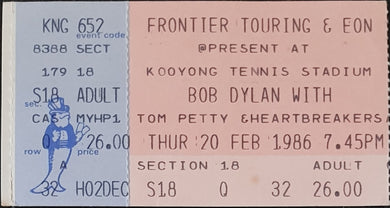 KNG 652
event code
8388 SECT
179 18
sec.
S18 ADULT
CAS MYHP1
0 26.00
row price
A
32 H02DEC
FRONTIER TOURING & EON
@PRESENT AT
KOOYONG TENNIS STADIUM
BOB DYLAN WITH
TOM PETTY &HEARTBREAKERS
THUR 20 FEB 1986 7.45PM
SECTION 18 ADULT
S18 Q 32 26.00